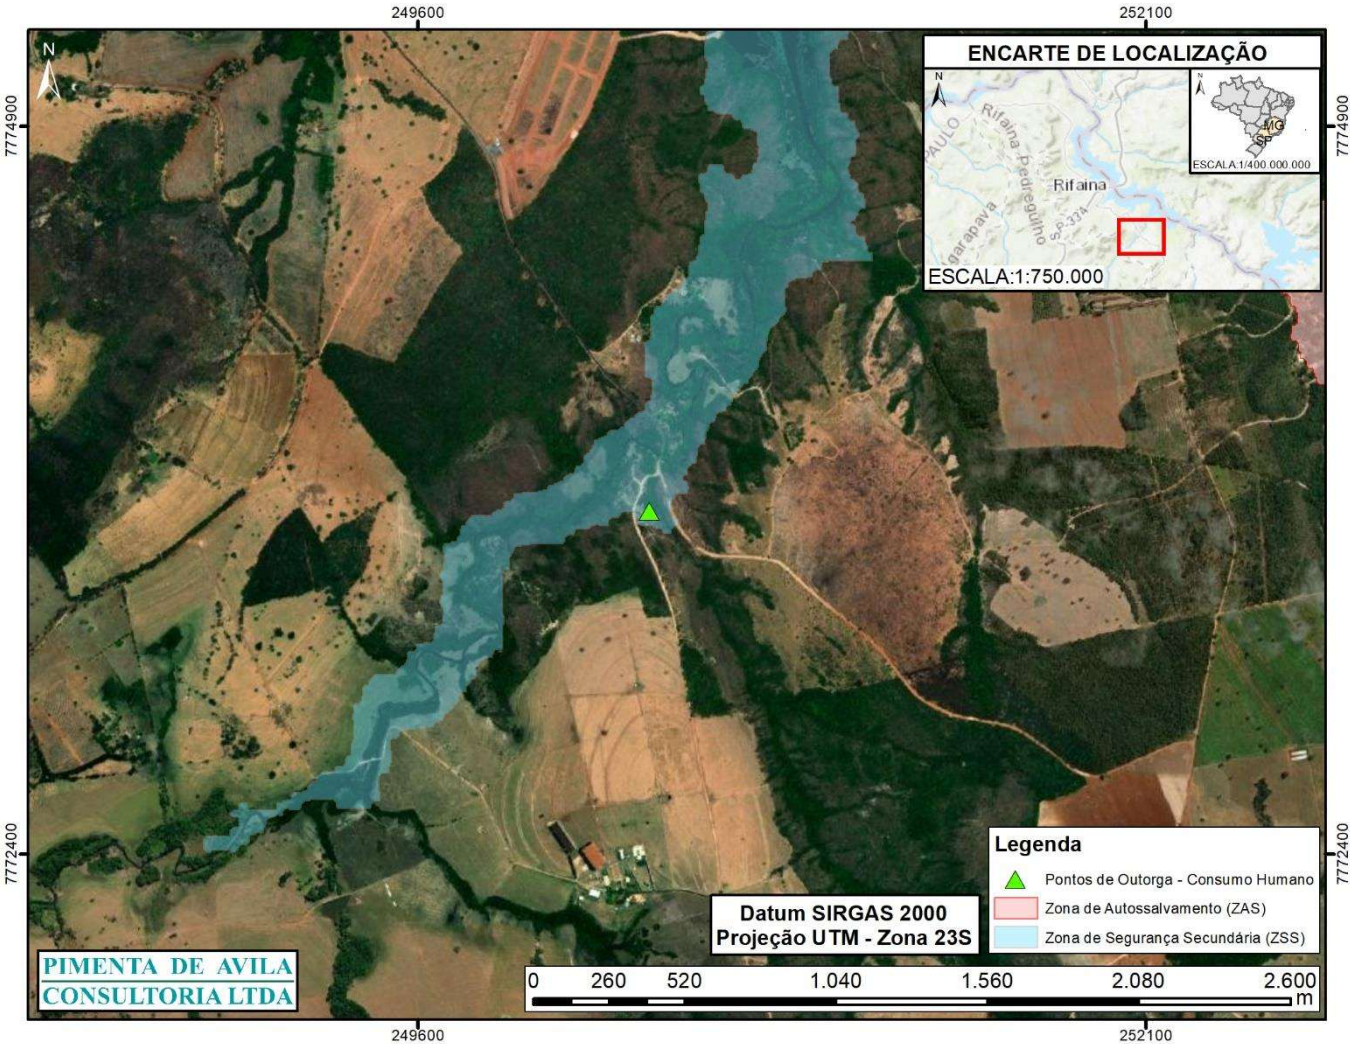 249600
252100
N
7774900
7774900
ENCARTE DE LOCALIZAÇÃO
N
PAULO
Rifaina
Pedregulho
Rifaina
SP-334
garapava
N
MG
SP
ESCALA:1/400.000.000
ESCALA:1:750.000
7772400
7772400
Legenda
Pontos de Outorga - Consumo Humano
Zona de Autossalvamento (ZAS)
Zona de Segurança Secundária (ZSS)
Datum SIRGAS 2000
Projeção UTM - Zona 23S
PIMENTA DE AVILA
CONSULTORIA LTDA
0 260 520 1.040 1.560 2.080 2.600
m
249600
252100